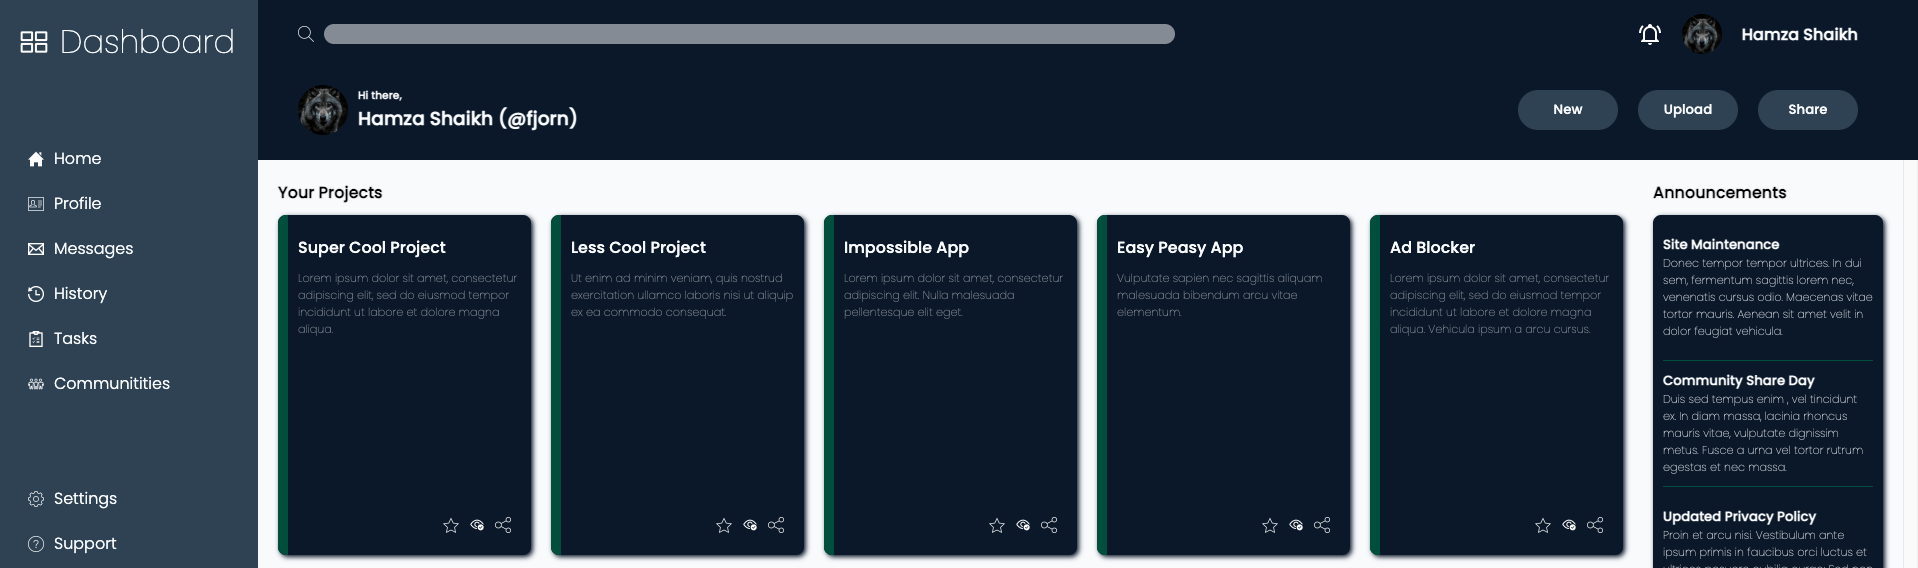 Dashboard
Home
Profile
Messages
History
Tasks
Communitities
Settings
Support
Hamza Shaikh
Hi there,
Hamza Shaikh (@fjorn)
New
Upload
Share
Your Projects
Super Cool Project
Lorem ipsum dolor sit amet, consectetur
adipiscing elit, sed do eiusmod tempor
incididunt ut labore et dolore magna
aliqua.
Less Cool Project
Ut enim ad minim veniam, quis nostrud
exercitation ullamco laboris nisi ut aliquip
ex ea commodo consequat.
Impossible App
Lorem ipsum dolor sit amet, consectetur
adipiscing elit. Nulla malesuada
pellentesque elit eget.
Easy Peasy App
Vulputate sapien nec sagittis aliquam
malesuada bibendum arcu vitae
elementum.
Ad Blocker
Lorem ipsum dolor sit amet, consectetur
adipiscing elit, sed do eiusmod tempor
incididunt ut labore et dolore magna
aliqua. Vehicula ipsum a arcu cursus.
Announcements
Site Maintenance
Donec tempor tempor ultrices. In dui
sem, fermentum sagittis lorem nec,
venenatis cursus odio. Maecenas vitae
tortor mauris. Aenean sit amet velit in
dolor feugiat vehicula.
Community Share Day
Duis sed tempus enim , vel tincidunt
ex. In diam massa, lacinia rhoncus
mauris vitae, vulputate dignissim
metus. Fusce a urna vel tortor rutrum
egestas et nec massa.
Updated Privacy Policy
Proin et arcu nisi. Vestibulum ante
ipsum primis in faucibus orci luctus et